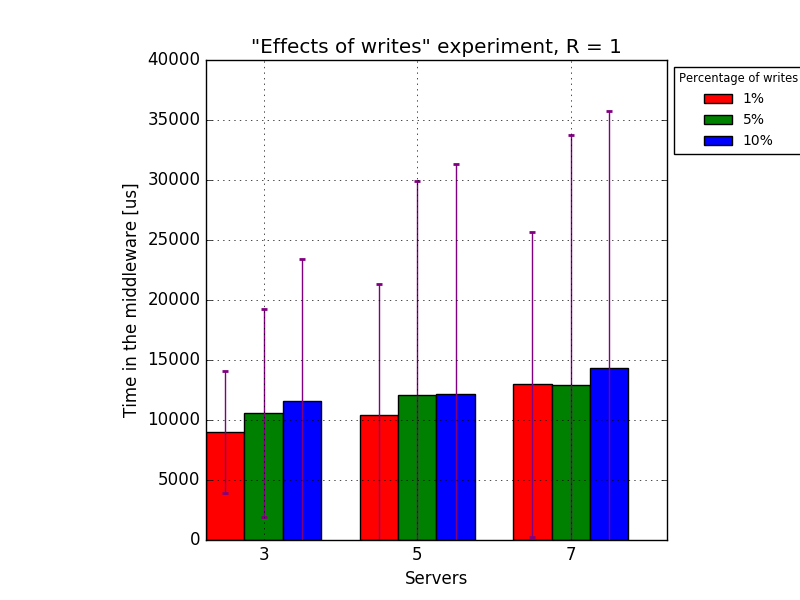 "Effects of writes" experiment, R = 1
Percentage of writes
1%
5%
10%
Time in the middleware [us]
40000
35000
30000
25000
20000
15000
10000
5000
0
3 5 7
Servers